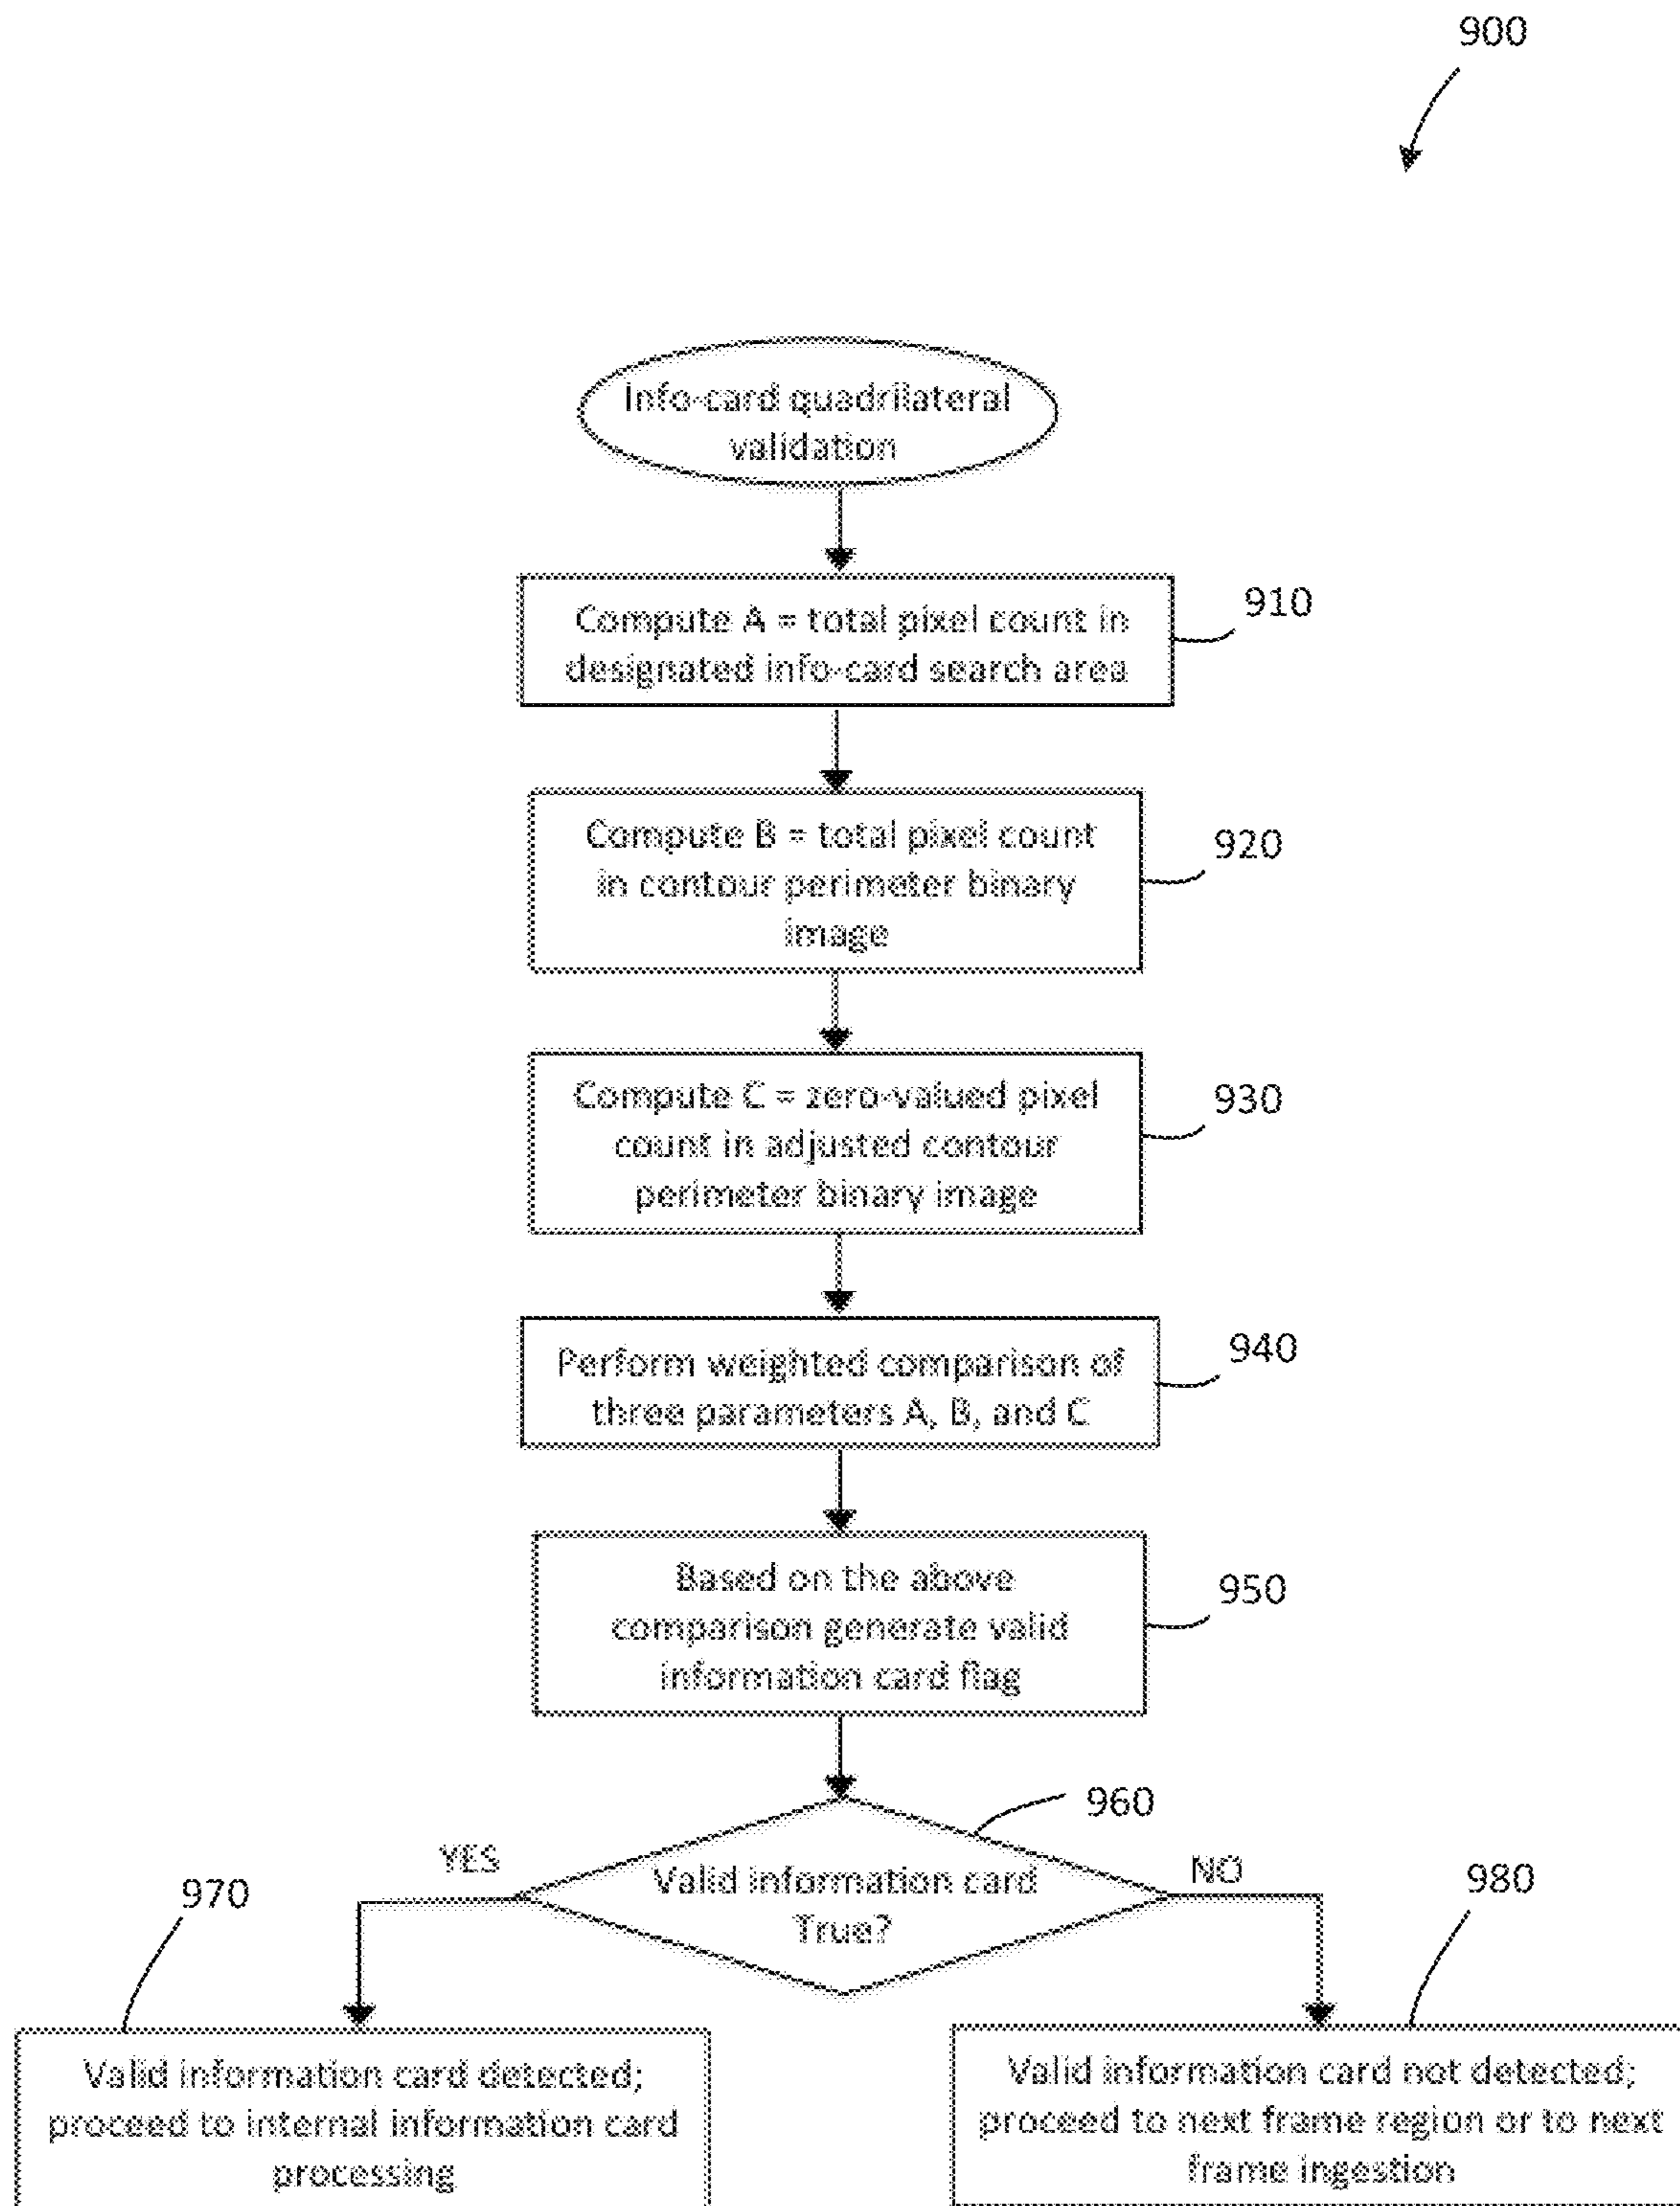 900
Info-card quadrilateral
validation
Compute A = total pixel count in
designated info-card search area
910
Compute B = total pixel count
in contour perimeter binary
image
920
Compute C = zero-valued pixel
count in adjusted contour
perimeter binary image
930
Perform weighted comparison of
three parameters A, B, and C
940
Based on the above
comparison generate valid
information card flag
950
960
YES
Valid information card
True?
NO
970
980
Valid information card detected;
proceed to internal information card
processing
Valid information card not detected;
proceed to next frame region or to next
frame ingestion